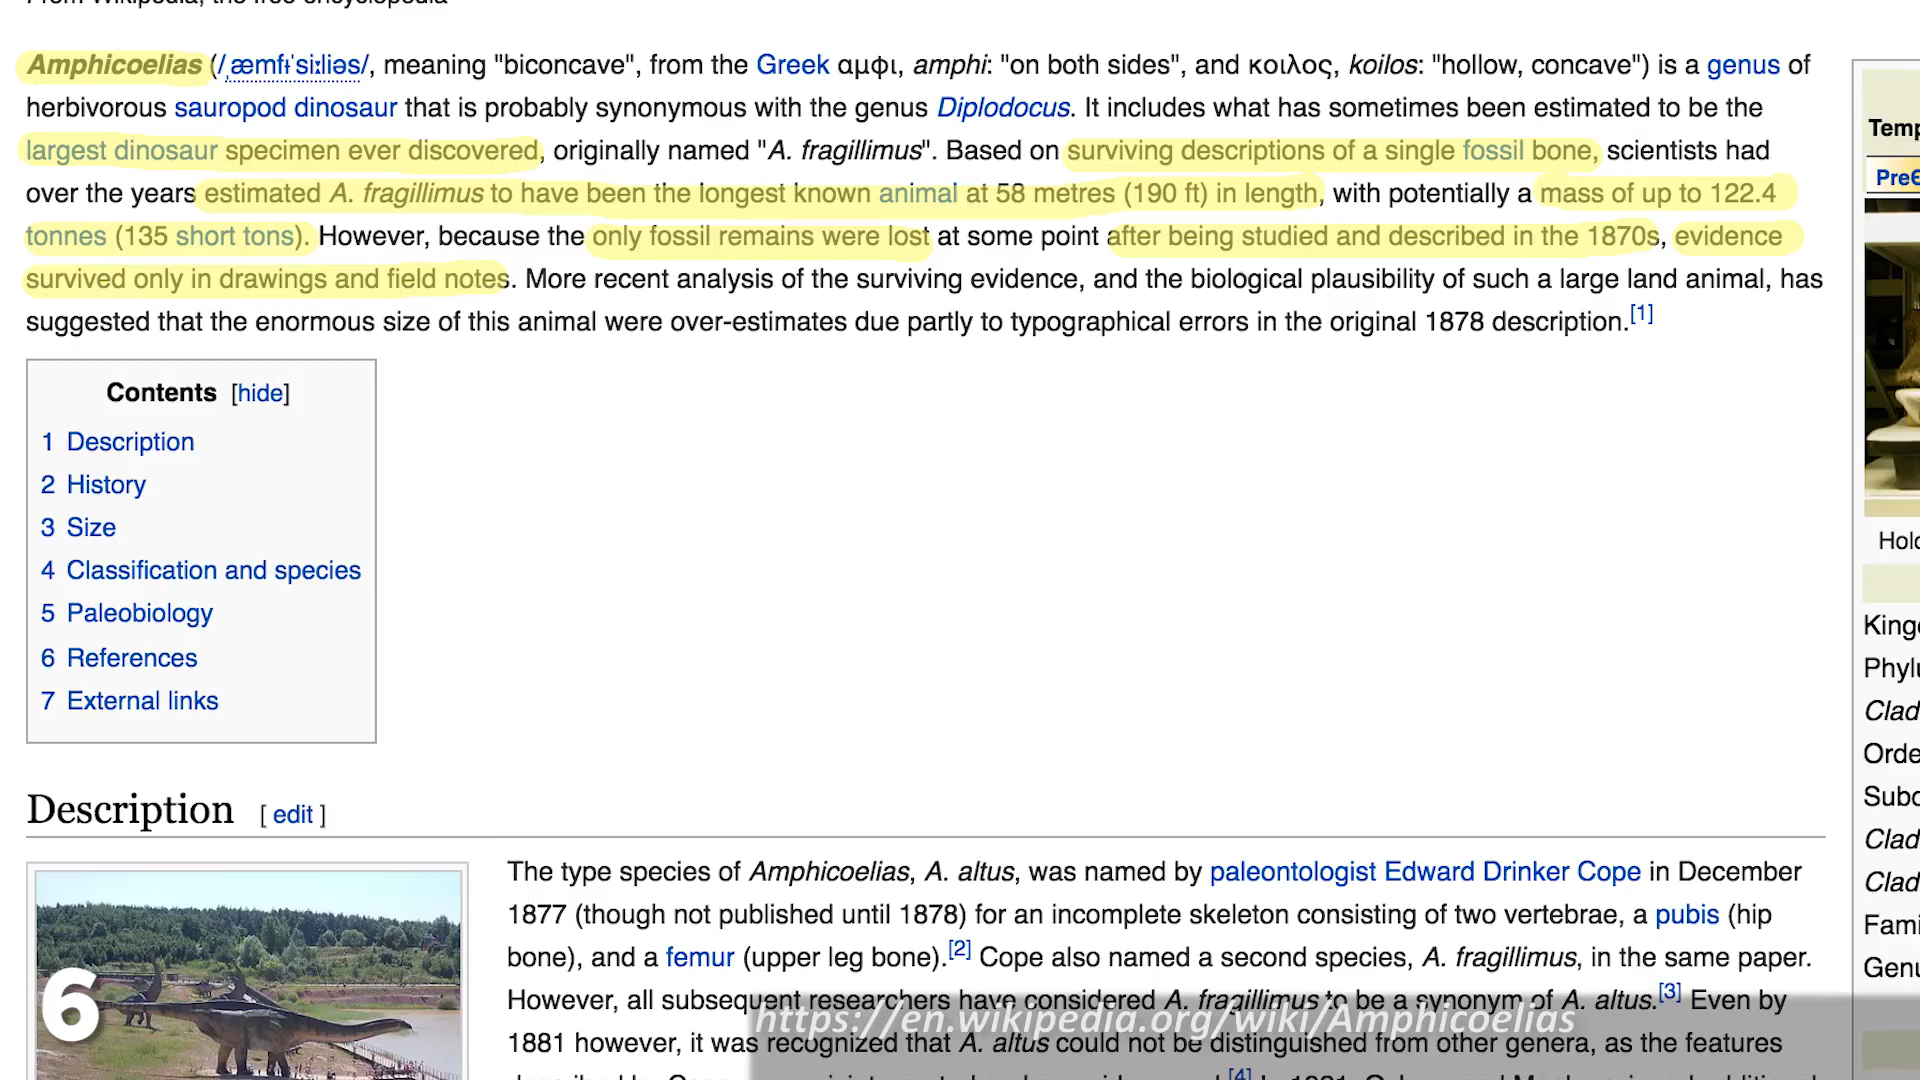 From Wikipedia, the free encyclopedia
Amphicoelias (/ˌæmfɨˈsiːliəs/, meaning "biconcave", from the Greek αμφι, amphi: "on both sides", and κοιλος, koilos: "hollow, concave") is a genus of
herbivorous sauropod dinosaur that is probably synonymous with the genus Diplodocus. It includes what has sometimes been estimated to be the
largest dinosaur specimen ever discovered, originally named "A. fragillimus". Based on surviving descriptions of a single fossil bone, scientists had
over the years estimated A. fragillimus to have been the longest known animal at 58 metres (190 ft) in length, with potentially a mass of up to 122.4
tonnes (135 short tons). However, because the only fossil remains were lost at some point after being studied and described in the 1870s, evidence
survived only in drawings and field notes. More recent analysis of the surviving evidence, and the biological plausibility of such a large land animal, has
suggested that the enormous size of this animal were over-estimates due partly to typographical errors in the original 1878 description.[1]
Contents [hide]
1 Description
2 History
3 Size
4 Classification and species
5 Paleobiology
6 References
7 External links
Description [ edit ]
The type species of Amphicoelias, A. altus, was named by paleontologist Edward Drinker Cope in December
1877 (though not published until 1878) for an incomplete skeleton consisting of two vertebrae, a pubis (hip
bone), and a femur (upper leg bone).[2] Cope also named a second species, A. fragillimus, in the same paper.
However, all subsequent researchers have considered A. fragillimus to be a synonym of A. altus.[3] Even by
1881 however, it was recognized that A. altus could not be distinguished from other genera, as the features
[4]
6
https://en.wikipedia.org/wiki/Amphicoelias
Temp
Pre
Holo
King
Phyl
Clad
Orde
Subo
Clad
Clad
Fami
Genu